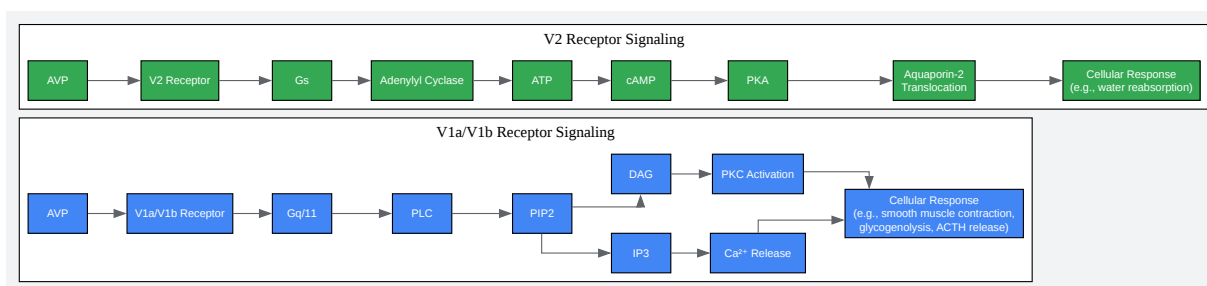 V2 Receptor Signaling
AVP
V2 Receptor
Gs
Adenylyl Cyclase
ATP
cAMP
PKA
Aquaporin-2
Translocation
Cellular Response
(e.g., water reabsorption)
V1a/V1b Receptor Signaling
AVP
V1a/V1b Receptor
Gq/11
PLC
PIP2
DAG
PKC Activation
IP3
Ca²⁺ Release
Cellular Response
(e.g., smooth muscle contraction,
glycogenolysis, ACTH release)